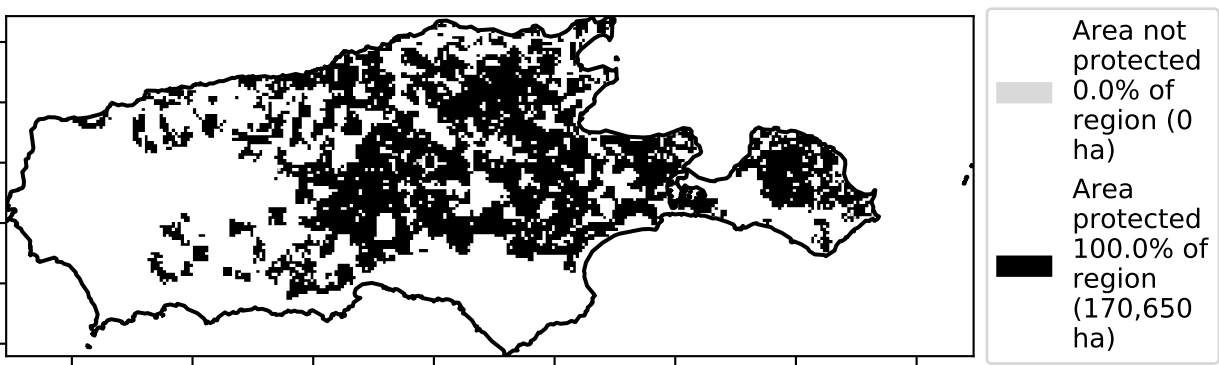 Area not
protected
0.0% of
region (0
ha)
Area
protected
100.0% of
region
(170,650
ha)